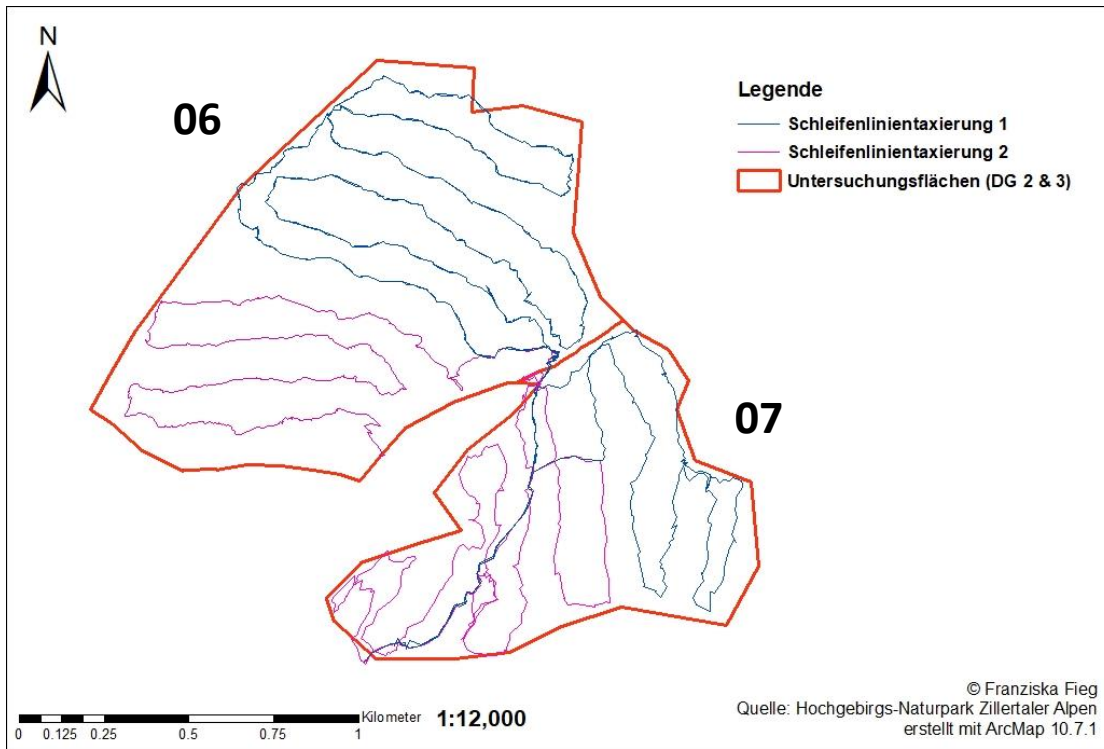 N
06
07
Legende
Schleifenlinientaxierung 1
Schleifenlinientaxierung 2
Untersuchungsflächen (DG 2 & 3)
Kilometer
1:12,000
0 0.125 0.25 0.5 0.75 1
© Franziska Fieg
Quelle: Hochgebirgs-Naturpark Zillertaler Alpen
erstellt mit ArcMap 10.7.1